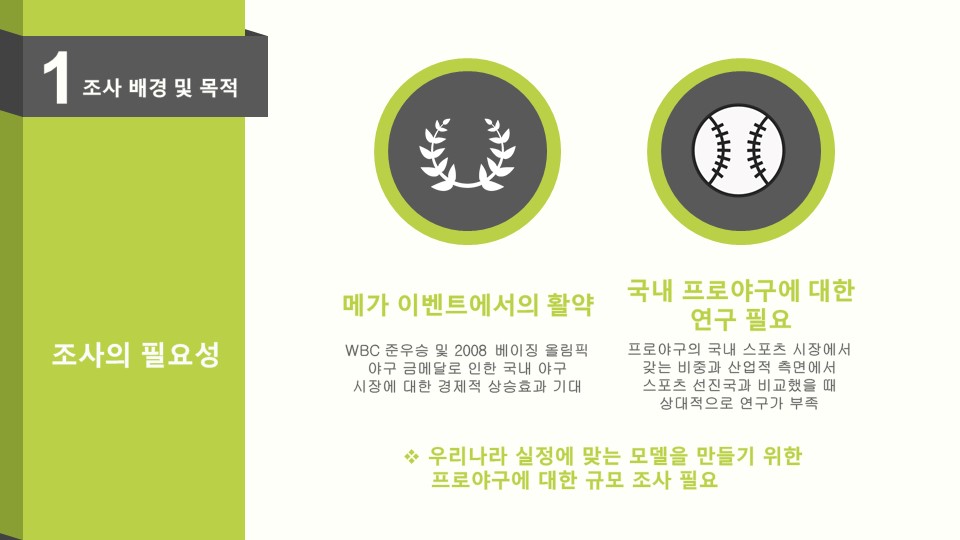 1 조사 배경 및 목적
조사의 필요성
메가 이벤트에서의 활약
WBC 준우승 및 2008 베이징 올림픽
야구 금메달로 인한 국내 야구
시장에 대한 경제적 상승효과 기대
국내 프로야구에 대한
연구 필요
프로야구의 국내 스포츠 시장에서
갖는 비중과 산업적 측면에서
스포츠 선진국과 비교했을 때
상대적으로 연구가 부족
❖ 우리나라 실정에 맞는 모델을 만들기 위한
프로야구에 대한 규모 조사 필요